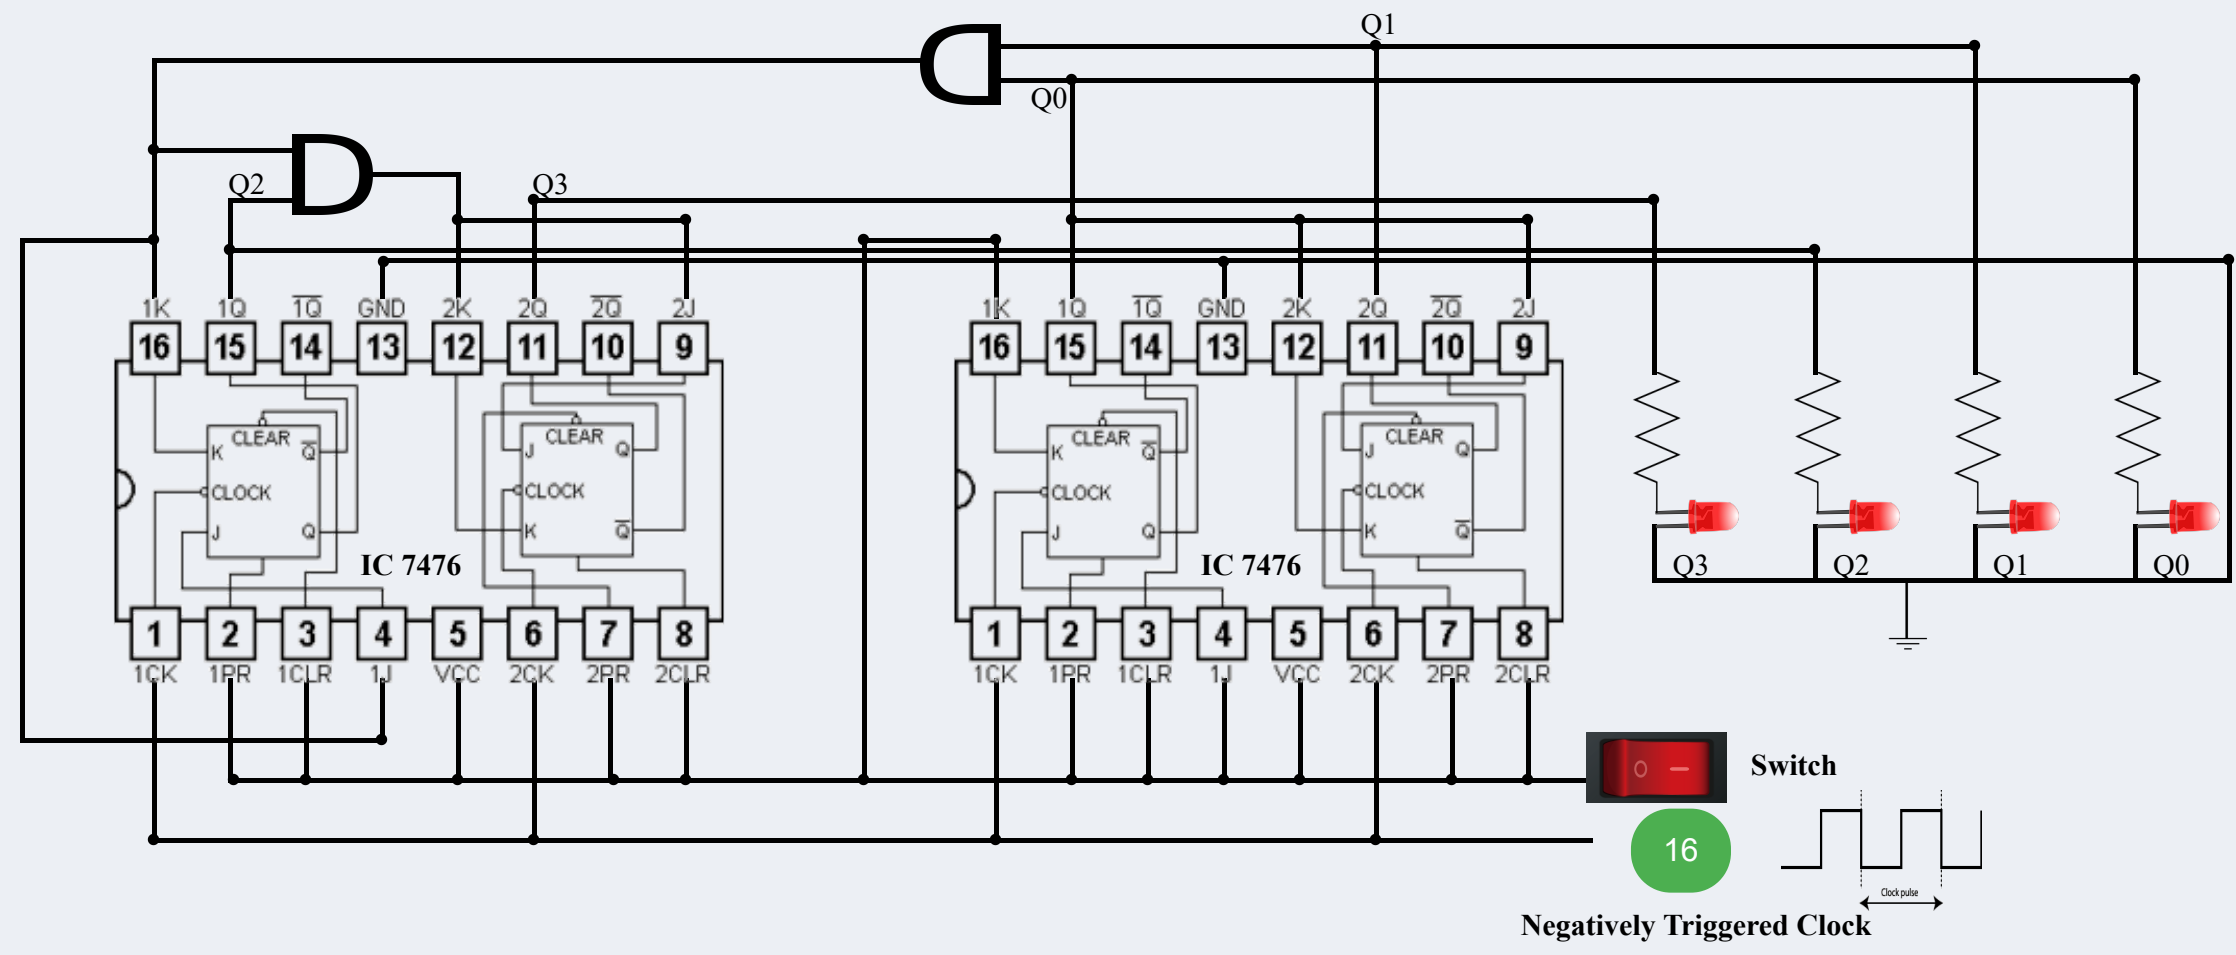 Q1
Q0
Q2
Q3
1K 1Q 1Q GND 2K 2Q 2Q 2J
16 15 14 13 12 11 10 9
CLEAR
K Q
CLOCK
J Q
CLEAR
J Q
CLOCK
K Q
IC 7476
1 2 3 4 5 6 7 8
1CK 1PR 1CLR 1J VCC 2CK 2PR 2CLR
1K 1Q 1Q GND 2K 2Q 2Q 2J
16 15 14 13 12 11 10 9
CLEAR
K Q
CLOCK
J Q
CLEAR
J Q
CLOCK
K Q
IC 7476
1 2 3 4 5 6 7 8
1CK 1PR 1CLR 1J VCC 2CK 2PR 2CLR
Q3 Q2 Q1 Q0
Switch
16
Clock pulse
Negatively Triggered Clock